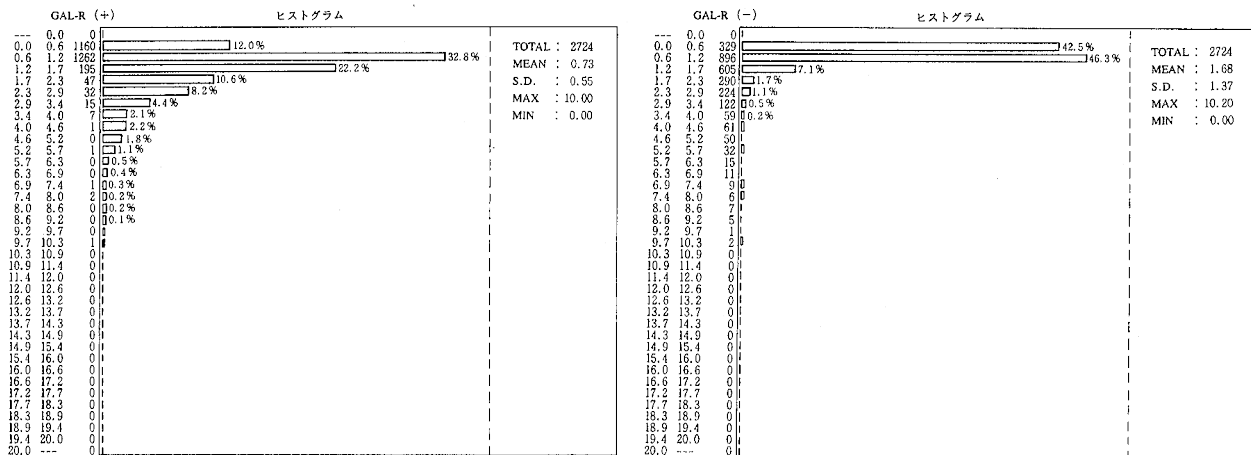 GAL-R (+) ヒストグラム
--- 0.0 0
0.0 0.6 1160 12.0%
0.6 1.2 1262 32.8%
1.2 1.7 195 22.2%
1.7 2.3 47 10.6%
2.3 2.9 32 8.2%
2.9 3.4 15 4.4%
3.4 4.0 7 2.1%
4.0 4.6 1 2.2%
4.6 5.2 0 1.8%
5.2 5.7 1 1.1%
5.7 6.3 0 0.5%
6.3 6.9 0 0.4%
6.9 7.4 1 0.3%
7.4 8.0 2 0.2%
8.0 8.6 0 0.2%
8.6 9.2 0 0.1%
9.2 9.7 0
9.7 10.3 1
10.3 10.9 0
10.9 11.4 0
11.4 12.0 0
12.0 12.6 0
12.6 13.2 0
13.2 13.7 0
13.7 14.3 0
14.3 14.9 0
14.9 15.4 0
15.4 16.0 0
16.0 16.6 0
16.6 17.2 0
17.2 17.7 0
17.7 18.3 0
18.3 18.9 0
18.9 19.4 0
19.4 20.0 0
20.0 --- 0
TOTAL : 2724
MEAN : 0.73
S.D. : 0.55
MAX : 10.00
MIN : 0.00
GAL-R (−) ヒストグラム
--- 0.0 0
0.0 0.6 329 42.5%
0.6 1.2 896 46.3%
1.2 1.7 605 7.1%
1.7 2.3 290 1.7%
2.3 2.9 224 1.1%
2.9 3.4 122 0.5%
3.4 4.0 59 0.2%
4.0 4.6 61
4.6 5.2 50
5.2 5.7 32
5.7 6.3 15
6.3 6.9 11
6.9 7.4 9
7.4 8.0 6
8.0 8.6 7
8.6 9.2 5
9.2 9.7 1
9.7 10.3 2
10.3 10.9 0
10.9 11.4 0
11.4 12.0 0
12.0 12.6 0
12.6 13.2 0
13.2 13.7 0
13.7 14.3 0
14.3 14.9 0
14.9 15.4 0
15.4 16.0 0
16.0 16.6 0
16.6 17.2 0
17.2 17.7 0
17.7 18.3 0
18.3 18.9 0
18.9 19.4 0
19.4 20.0 0
20.0 --- 0
TOTAL : 2724
MEAN : 1.68
S.D. : 1.37
MAX : 10.20
MIN : 0.00